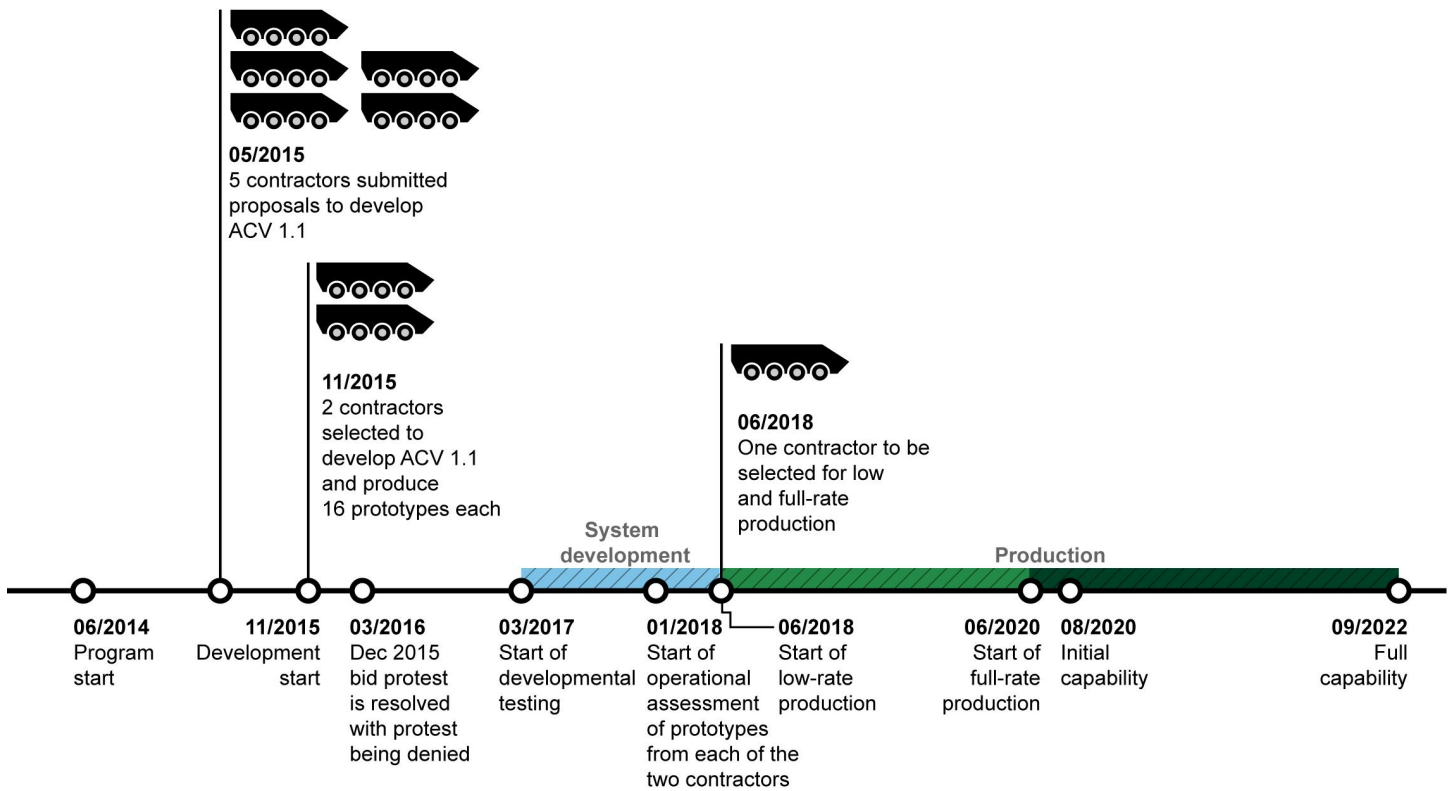 05/2015
5 contractors submitted
proposals to develop
ACV 1.1
11/2015
2 contractors
selected to
develop ACV 1.1
and produce
16 prototypes each
06/2018
One contractor to be
selected for low
and full-rate
production
System
development
Production
06/2014
Program
start
11/2015
Development
start
03/2016
Dec 2015
bid protest
is resolved
with protest
being denied
03/2017
Start of
developmental
testing
01/2018
Start of
operational
assessment
of prototypes
from each of the
two contractors
06/2018
Start of
low-rate
production
06/2020
Start of
full-rate
production
08/2020
Initial
capability
09/2022
Full
capability